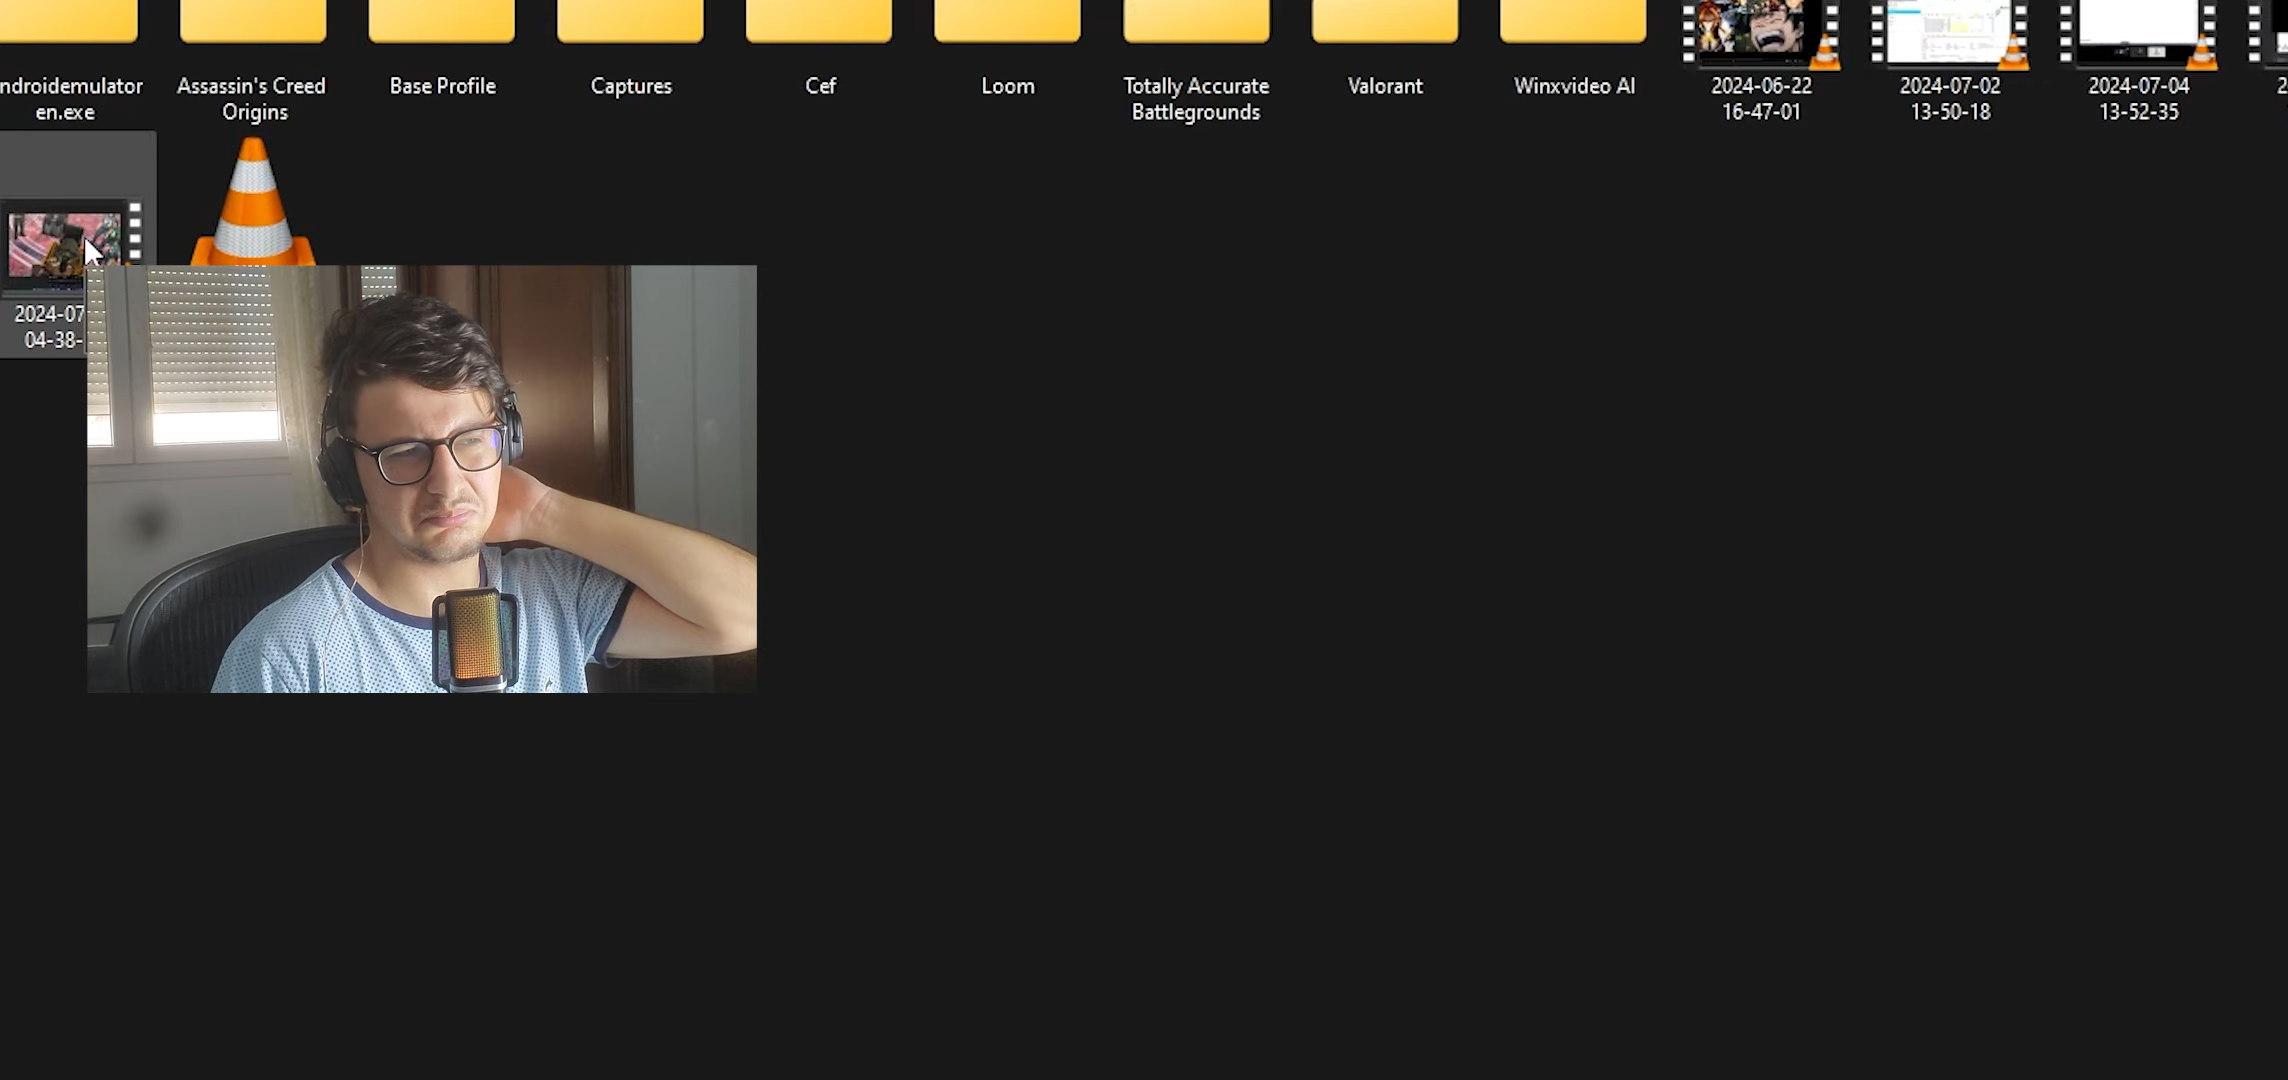 ndroidemulator
en.exe
Assassin's Creed
Origins
Base Profile
Captures
Cef
Loom
Totally Accurate
Battlegrounds
Valorant
Winxvideo AI
2024-06-22
16-47-01
2024-07-02
13-50-18
2024-07-04
13-52-35
2
2024-07
04-38-